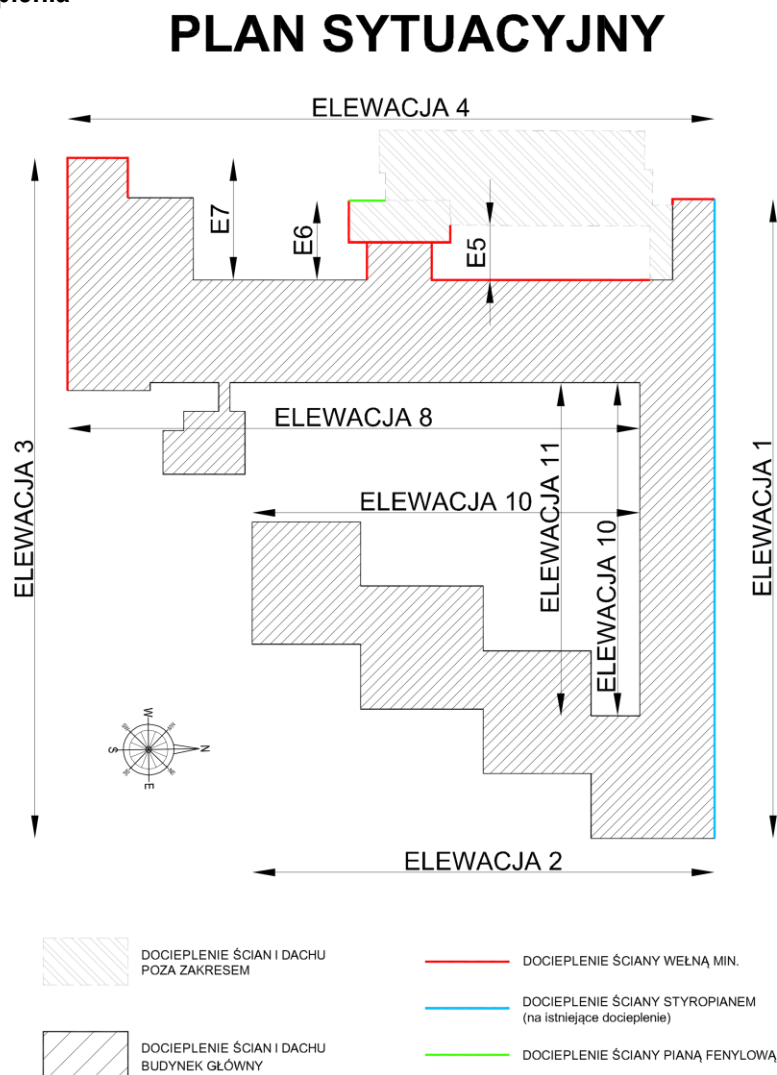 PLAN SYTUACYJNY
ELEWACJA 4
E7
E6
E5
ELEWACJA 8
ELEWACJA 3
ELEWACJA 10
ELEWACJA 11
ELEWACJA 10
ELEWACJA 1
W
N
S
E
ELEWACJA 2
DOCIEPLENIE ŚCIAN I DACHU
POZA ZAKRESEM
DOCIEPLENIE ŚCIAN I DACHU
BUDYNEK GŁÓWNY
DOCIEPLENIE ŚCIANY WEŁNĄ MIN.
DOCIEPLENIE ŚCIANY STYROPIANEM
(na istniejące docieplenie)
DOCIEPLENIE ŚCIANY PIANĄ FENYLOWĄ